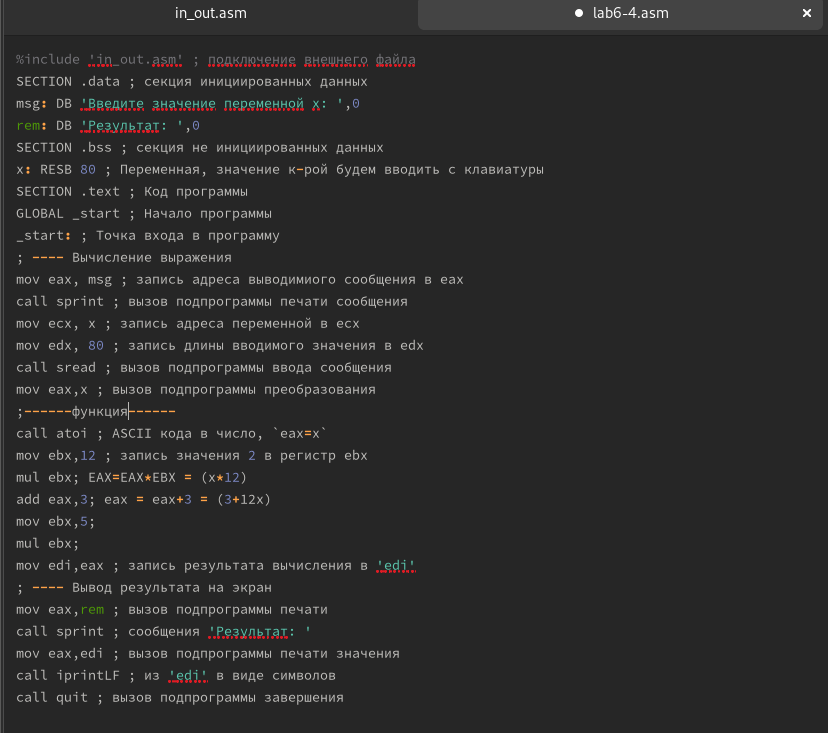 in_out.asm
● lab6-4.asm ×
%include 'in_out.asm' ; подключение внешнего файла
SECTION .data ; секция инициированных данных
msg: DB 'Введите значение переменной x: ',0
rem: DB 'Результат: ',0
SECTION .bss ; секция не инициированных данных
x: RESB 80 ; Переменная, значение к-рой будем вводить с клавиатуры
SECTION .text ; Код программы
GLOBAL _start ; Начало программы
_start: ; Точка входа в программу
; ---- Вычисление выражения
mov eax, msg ; запись адреса выводимиого сообщения в eax
call sprint ; вызов подпрограммы печати сообщения
mov ecx, x ; запись адреса переменной в ecx
mov edx, 80 ; запись длины вводимого значения в edx
call sread ; вызов подпрограммы ввода сообщения
mov eax,x ; вызов подпрограммы преобразования
;------функция------
call atoi ; ASCII кода в число, `eax=x`
mov ebx,12 ; запись значения 2 в регистр ebx
mul ebx; EAX=EAX*EBX = (x*12)
add eax,3; eax = eax+3 = (3+12x)
mov ebx,5;
mul ebx;
mov edi,eax ; запись результата вычисления в 'edi'
; ---- Вывод результата на экран
mov eax,rem ; вызов подпрограммы печати
call sprint ; сообщения 'Результат: '
mov eax,edi ; вызов подпрограммы печати значения
call iprintLF ; из 'edi' в виде символов
call quit ; вызов подпрограммы завершения